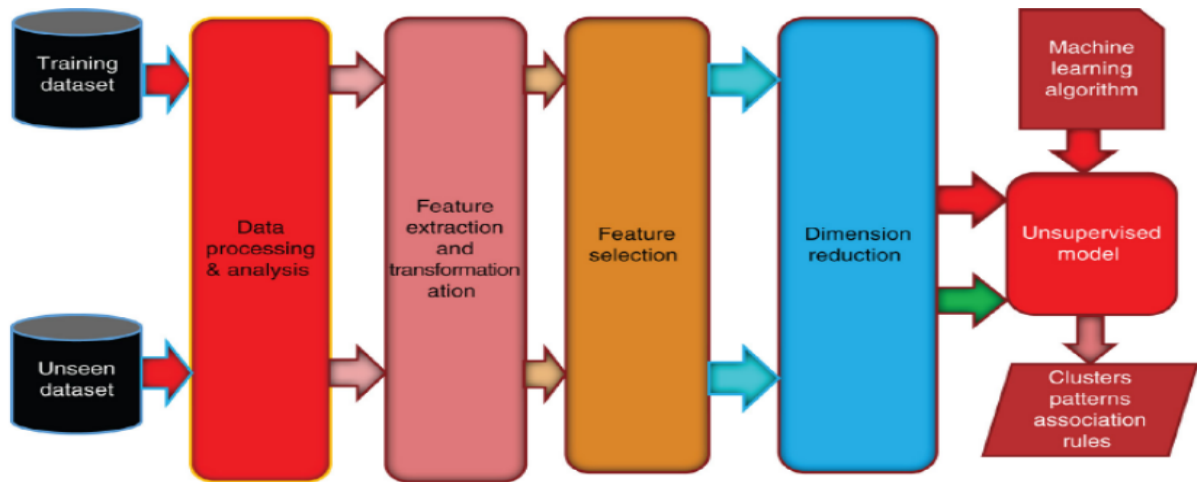 Training
dataset
Unseen
dataset
Data
processing
& analysis
Feature
extraction
and
transformation
ation
Feature
selection
Dimension
reduction
Machine
learning
algorithm
Unsupervised
model
Clusters
patterns
association
rules